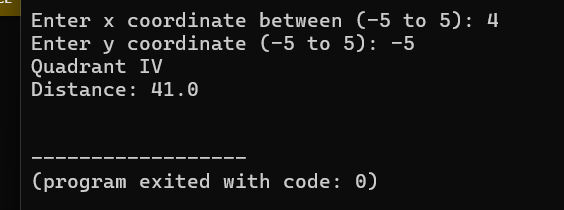 Enter x coordinate between (-5 to 5): 4
Enter y coordinate (-5 to 5): -5
Quadrant IV
Distance: 41.0
------------------
(program exited with code: 0)